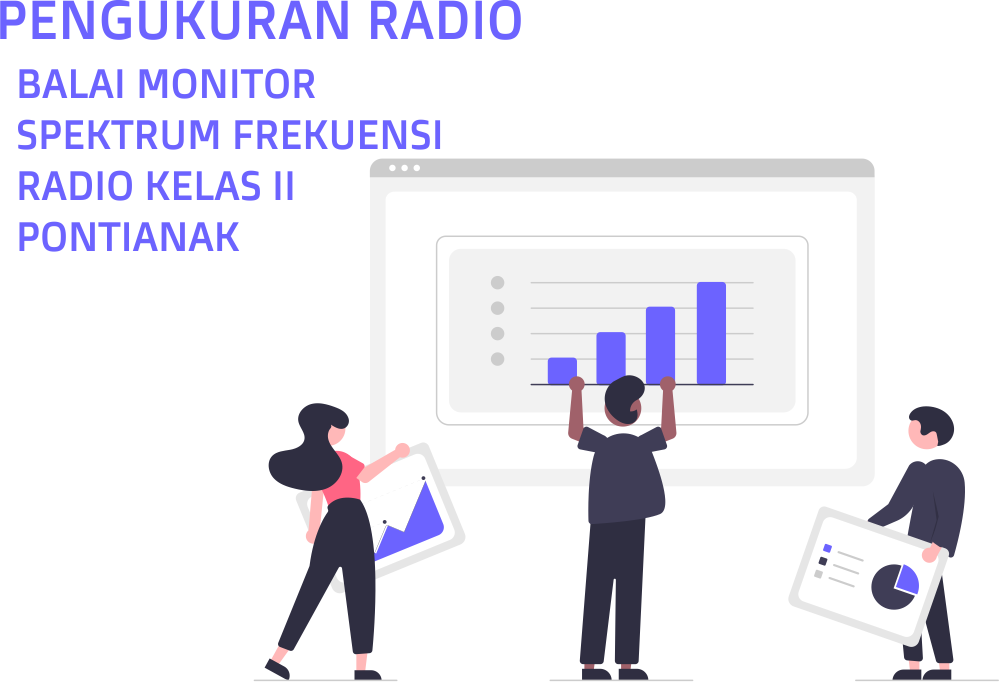 PENGUKURAN RADIO
BALAI MONITOR
SPEKTRUM FREKUENSI
RADIO KELAS II
PONTIANAK